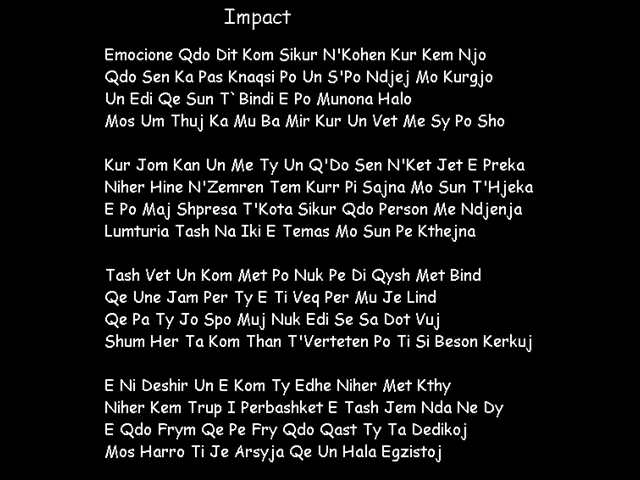 Impact
Emocione Qdo Dit Kom Sikur N'Kohen Kur Kem Njo
Qdo Sen Ka Pas Knaqsi Po Un S'Po Ndjej Mo Kurgjo
Un Edi Qe Sun T`Bindi E Po Munona Halo
Mos Um Thuj Ka Mu Ba Mir Kur Un Vet Me Sy Po Sho
Kur Jom Kan Un Me Ty Un Q'Do Sen N'Ket Jet E Preka
Niher Hine N'Zemren Tem Kurr Pi Sajna Mo Sun T'Hjeka
E Po Maj Shpresa T'Kota Sikur Qdo Person Me Ndjenja
Lumturia Tash Na Iki E Temas Mo Sun Pe Kthejna
Tash Vet Un Kom Met Po Nuk Pe Di Qysh Met Bind
Qe Une Jam Per Ty E Ti Veq Per Mu Je Lind
Qe Pa Ty Jo Spo Muj Nuk Edi Se Sa Dot Vuj
Shum Her Ta Kom Than T'Verteten Po Ti Si Beson Kerkuj
E Ni Deshir Un E Kom Ty Edhe Niher Met Kthy
Niher Kem Trup I Perbashket E Tash Jem Nda Ne Dy
E Qdo Frym Qe Pe Fry Qdo Qast Ty Ta Dedikoj
Mos Harro Ti Je Arsyja Qe Un Hala Egzistoj